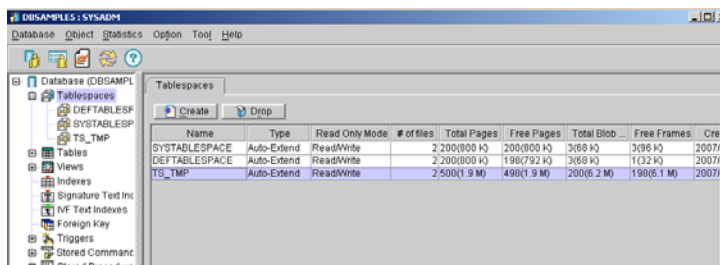 DBSAMPLES : SYSADM
Database Object Statistics Option Tool Help
Database (DBSAMPL
Tablespaces
DEFTABLESF
SYSTABLESP
TS_TMP
Tables
Views
Indexes
Signature Text Inc
IVF Text Indexes
Foreign Key
Triggers
Stored Commanc
Tablespaces
Create Drop
Name Type Read Only Mode # of files Total Pages Free Pages Total Blob ... Free Frames Cre
SYSTABLESPACE Auto-Extend Read/Write 2 200(800 K) 200(800 K) 3(68 K) 3(96 K) 2007/
DEFTABLESPACE Auto-Extend Read/Write 2 200(800 K) 198(792 K) 3(68 K) 1(32 K) 2007/
TS_TMP Auto-Extend Read/Write 2 500(1.9 M) 498(1.9 M) 200(6.2 M) 198(6.1 M) 2007/